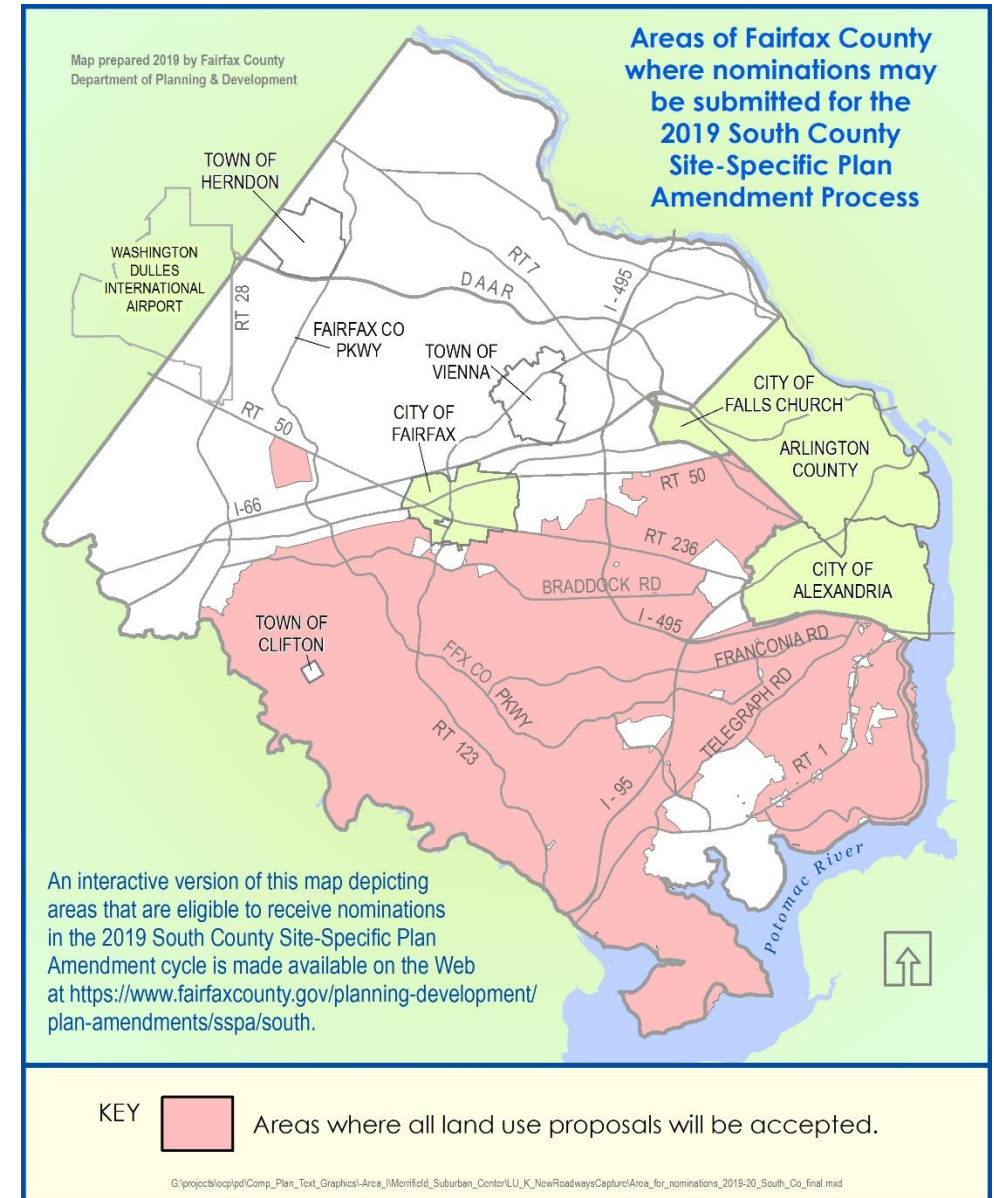 Map prepared 2019 by Fairfax County
Department of Planning & Development
Areas of Fairfax County
where nominations may
be submitted for the
2019 South County
Site-Specific Plan
Amendment Process
TOWN OF
HERNDON
WASHINGTON
DULLES
INTERNATIONAL
AIRPORT
RT 28
RT 7
I - 495
DAAR
FAIRFAX CO
PKWY
TOWN OF
VIENNA
CITY OF
FAIRFAX
CITY OF
FALLS CHURCH
ARLINGTON
COUNTY
RT 50
RT 50
I-66
RT 236
BRADDOCK RD
CITY OF
ALEXANDRIA
I - 495
TOWN OF
CLIFTON
FRANCONIA RD
FFX CO PKWY
TELEGRAPH RD
RT 123
RT 1
I - 95
Potomac River
An interactive version of this map depicting
areas that are eligible to receive nominations
in the 2019 South County Site-Specific Plan
Amendment cycle is made available on the Web
at https://www.fairfaxcounty.gov/planning-development/
plan-amendments/sspa/south.
KEY
Areas where all land use proposals will be accepted.
G:\projects\ocp\pd\Comp_Plan_Text_Graphics\-Area_I\Merrifield_Suburban_Center\LU_K_NewRoadwaysCapture\Area_for_nominations_2019-20_South_Co_final.mxd